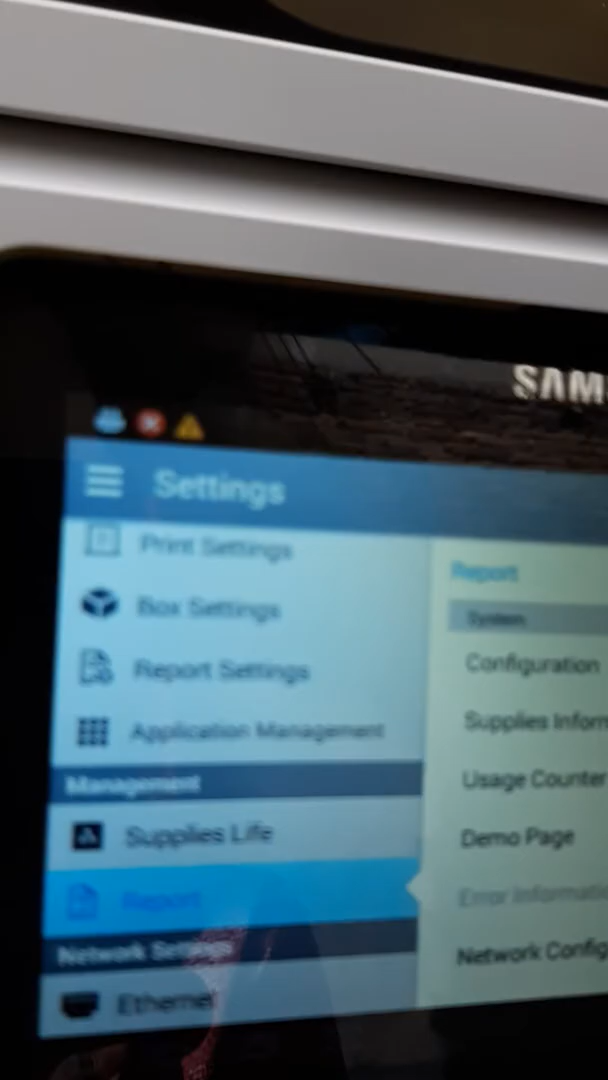 SAM
Settings
Print Settings
Box Settings
Report Settings
Application Management
Management
Supplies Life
Report
Network Settings
Ethernet
Report
System
Configuration
Supplies Inform
Usage Counter
Demo Page
Error Informatio
Network Config